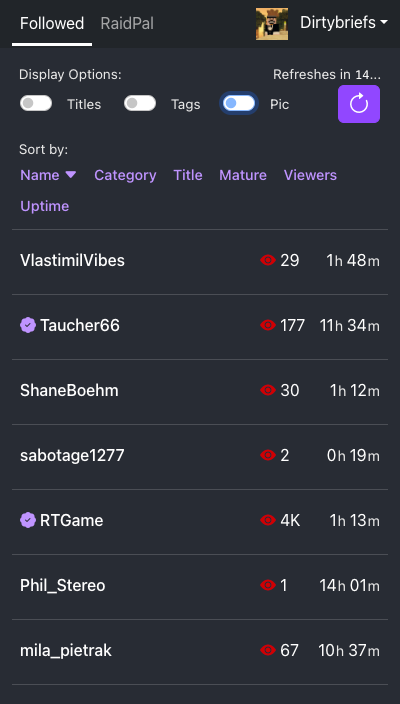 Followed RaidPal Dirtybriefs
Display Options: Refreshes in 14...
Titles Tags Pic
Sort by:
Name Category Title Mature Viewers
Uptime
VlastimilVibes 29 1h 48m
Taucher66 177 11h 34m
ShaneBoehm 30 1h 12m
sabotage1277 2 0h 19m
RTGame 4K 1h 13m
Phil_Stereo 1 14h 01m
mila_pietrak 67 10h 37m